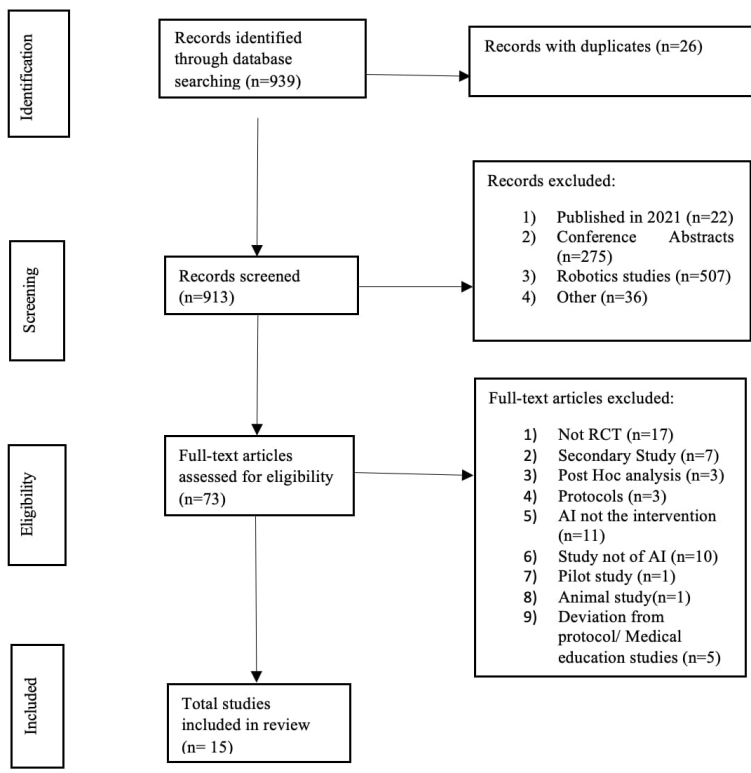 Identification
Records identified
through database
searching (n=939)
Records with duplicates (n=26)
Screening
Records screened
(n=913)
Records excluded:
1) Published in 2021 (n=22)
2) Conference Abstracts
(n=275)
3) Robotics studies (n=507)
4) Other (n=36)
Eligibility
Full-text articles
assessed for eligibility
(n=73)
Full-text articles excluded:
1) Not RCT (n=17)
2) Secondary Study (n=7)
3) Post Hoc analysis (n=3)
4) Protocols (n=3)
5) AI not the intervention
(n=11)
6) Study not of AI (n=10)
7) Pilot study (n=1)
8) Animal study(n=1)
9) Deviation from
protocol/ Medical
education studies (n=5)
Included
Total studies
included in review
(n= 15)